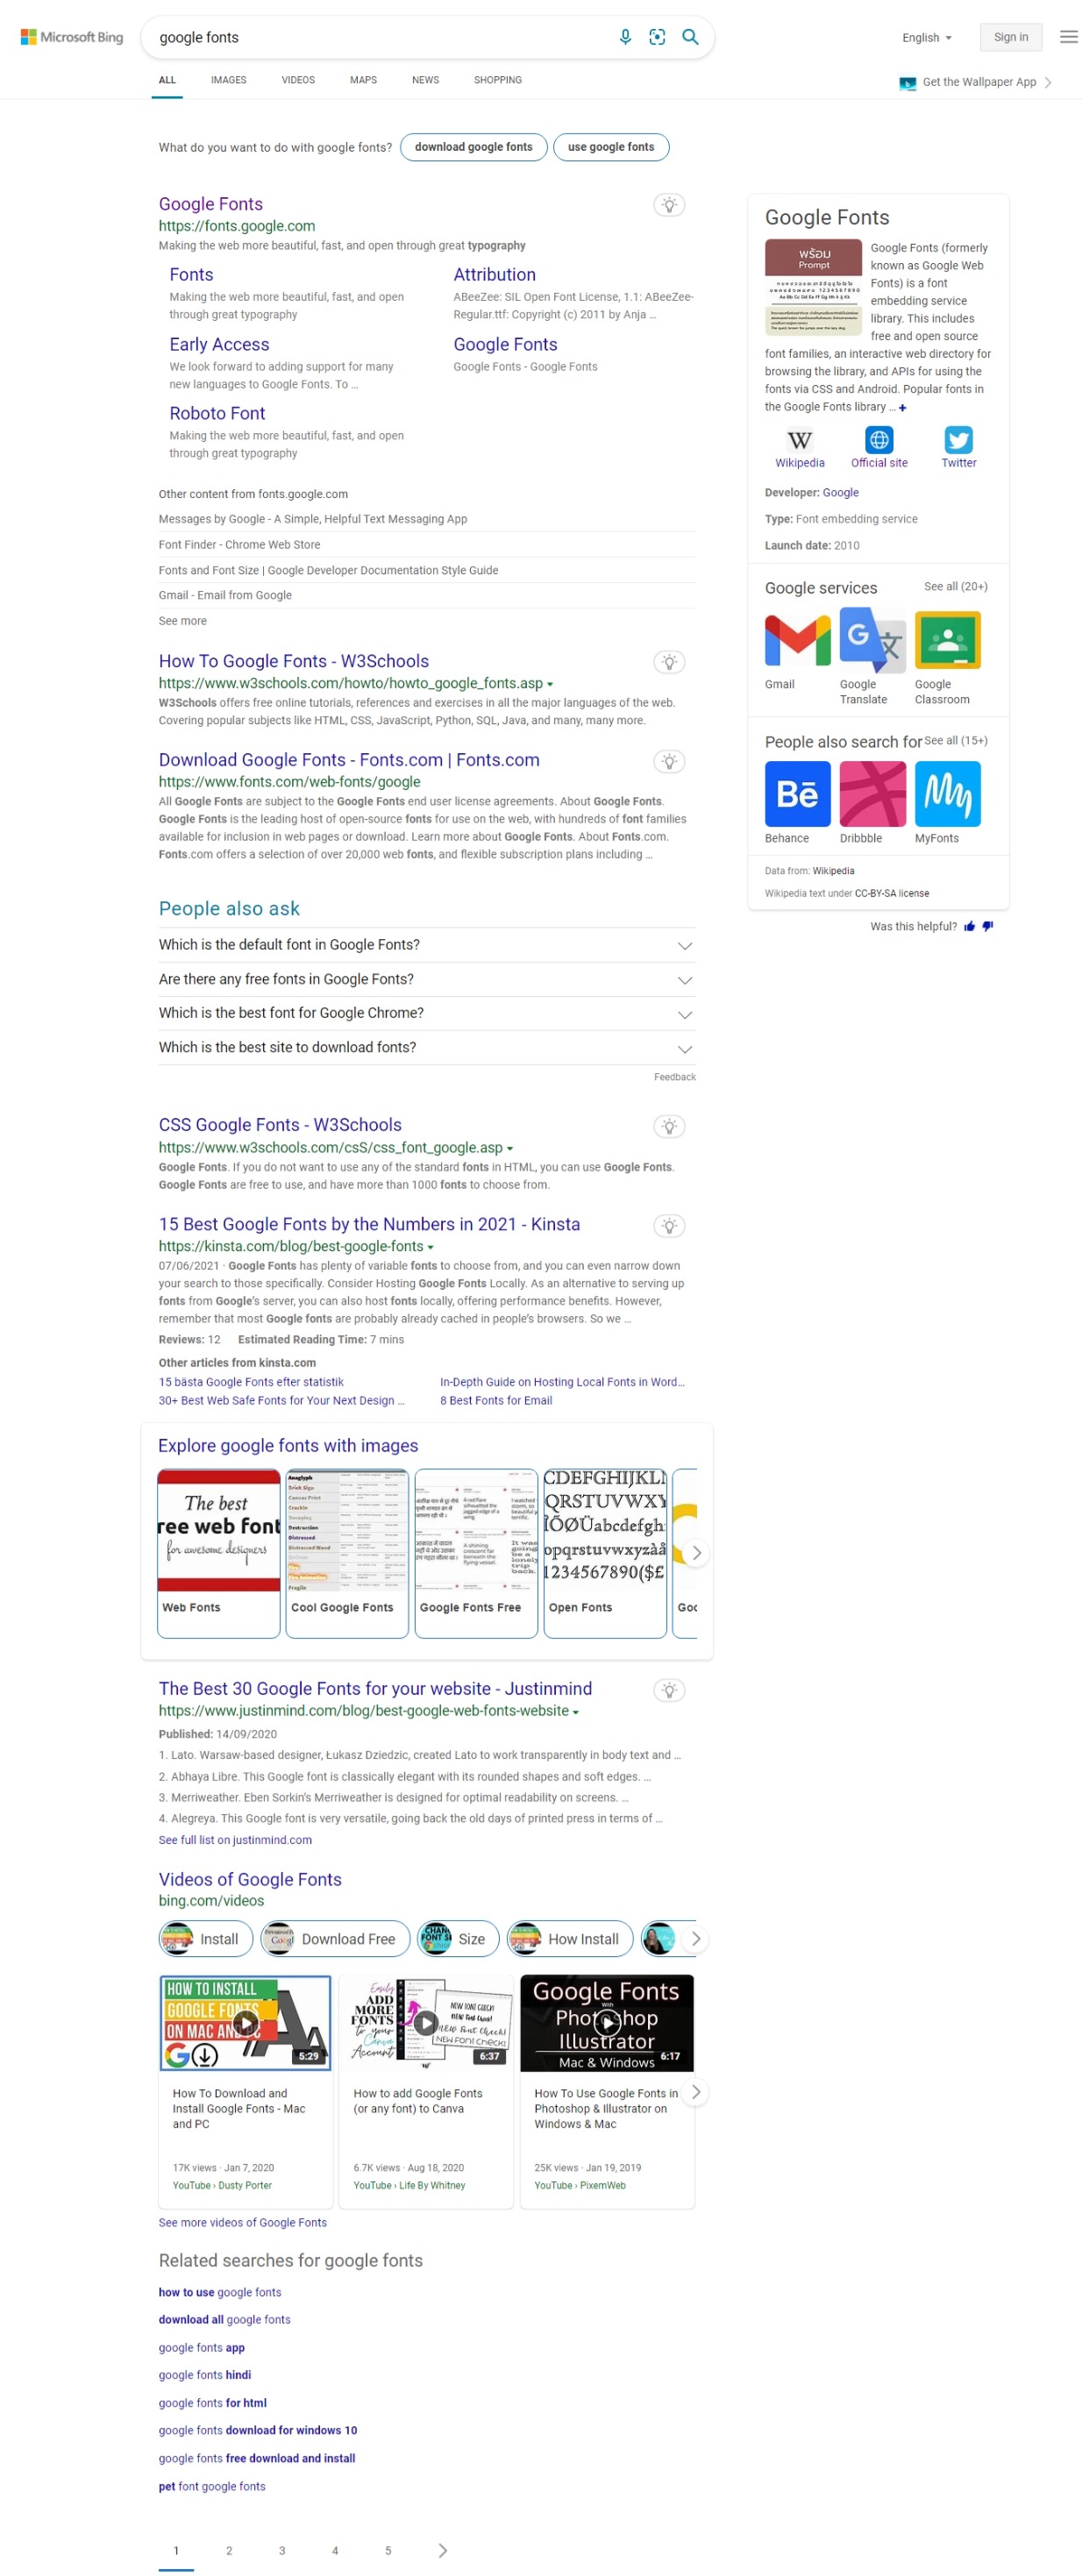 Microsoft Bing
google fonts
English
Sign in
ALL
IMAGES
VIDEOS
MAPS
NEWS
SHOPPING
Get the Wallpaper App
What do you want to do with google fonts?
download google fonts
use google fonts
Google Fonts
https://fonts.google.com
Making the web more beautiful, fast, and open through great typography
Fonts
Making the web more beautiful, fast, and open
through great typography
Attribution
ABeeZee: SIL Open Font License, 1.1: ABeeZee-
Regular.ttf: Copyright (c) 2011 by Anja ...
Early Access
We look forward to adding support for many
new languages to Google Fonts. To ...
Google Fonts
Google Fonts - Google Fonts
Roboto Font
Making the web more beautiful, fast, and open
through great typography
Other content from fonts.google.com
Messages by Google - A Simple, Helpful Text Messaging App
Font Finder - Chrome Web Store
Fonts and Font Size | Google Developer Documentation Style Guide
Gmail - Email from Google
See more
How To Google Fonts - W3Schools
https://www.w3schools.com/howto/howto_google_fonts.asp
W3Schools offers free online tutorials, references and exercises in all the major languages of the web.
Covering popular subjects like HTML, CSS, JavaScript, Python, SQL, Java, and many, many more.
Download Google Fonts - Fonts.com | Fonts.com
https://www.fonts.com/web-fonts/google
All Google Fonts are subject to the Google Fonts end user license agreements. About Google Fonts.
Google Fonts is the leading host of open-source fonts for use on the web, with hundreds of font families
available for inclusion in web pages or download. Learn more about Google Fonts. About Fonts.com.
Fonts.com offers a selection of over 20,000 web fonts, and flexible subscription plans including ...
People also ask
Which is the default font in Google Fonts?
Are there any free fonts in Google Fonts?
Which is the best font for Google Chrome?
Which is the best site to download fonts?
Feedback
CSS Google Fonts - W3Schools
https://www.w3schools.com/csS/css_font_google.asp
Google Fonts. If you do not want to use any of the standard fonts in HTML, you can use Google Fonts.
Google Fonts are free to use, and have more than 1000 fonts to choose from.
15 Best Google Fonts by the Numbers in 2021 - Kinsta
https://kinsta.com/blog/best-google-fonts
07/06/2021 · Google Fonts has plenty of variable fonts to choose from, and you can even narrow down
your search to those specifically. Consider Hosting Google Fonts Locally. As an alternative to serving up
fonts from Google's server, you can also host fonts locally, offering performance benefits. However,
remember that most Google fonts are probably already cached in people's browsers. So we ...
Reviews: 12 Estimated Reading Time: 7 mins
Other articles from kinsta.com
15 bästa Google Fonts efter statistik
In-Depth Guide on Hosting Local Fonts in Word...
30+ Best Web Safe Fonts for Your Next Design ...
8 Best Fonts for Email
Explore google fonts with images
The best
ree web font
for awesome designers
Web Fonts
Cool Google Fonts
Google Fonts Free
CDEFGHIJKL
QRSTUVWXY
ÍÕØÜabcdefgh
opqrstuvwxyzàå
1234567890($£
Open Fonts
Goo
The Best 30 Google Fonts for your website - Justinmind
https://www.justinmind.com/blog/best-google-web-fonts-website
Published: 14/09/2020
1. Lato. Warsaw-based designer, Łukasz Dziedzic, created Lato to work transparently in body text and ...
2. Abhaya Libre. This Google font is classically elegant with its rounded shapes and soft edges. ...
3. Merriweather. Eben Sorkin's Merriweather is designed for optimal readability on screens. ...
4. Alegreya. This Google font is very versatile, going back the old days of printed press in terms of ...
See full list on justinmind.com
Videos of Google Fonts
bing.com/videos
Install
Download Free
Size
How Install
HOW TO INSTALL
GOOGLE FONTS
ON MAC AND PC
5:29
How To Download and
Install Google Fonts - Mac
and PC
17K views · Jan 7, 2020
YouTube › Dusty Porter
Easily
ADD
MORE
FONTS
to your
Canva
Account
NEW FONT CHECK!
6:37
How to add Google Fonts
(or any font) to Canva
6.7K views · Aug 18, 2020
YouTube › Life By Whitney
Google Fonts
With
Photoshop
Illustrator
Mac & Windows
6:17
How To Use Google Fonts in
Photoshop & Illustrator on
Windows & Mac
25K views · Jan 19, 2019
YouTube › PixemWeb
See more videos of Google Fonts
Related searches for google fonts
how to use google fonts
download all google fonts
google fonts app
google fonts hindi
google fonts for html
google fonts download for windows 10
google fonts free download and install
pet font google fonts
1
2
3
4
5
Google Fonts
พร้อม
Prompt
Google Fonts (formerly
known as Google Web
Fonts) is a font
embedding service
library. This includes
free and open source
font families, an interactive web directory for
browsing the library, and APIs for using the
fonts via CSS and Android. Popular fonts in
the Google Fonts library ... +
Wikipedia
Official site
Twitter
Developer: Google
Type: Font embedding service
Launch date: 2010
Google services
See all (20+)
Gmail
Google
Translate
Google
Classroom
People also search for
See all (15+)
Bē
My
Behance
Dribbble
MyFonts
Data from: Wikipedia
Wikipedia text under CC-BY-SA license
Was this helpful?